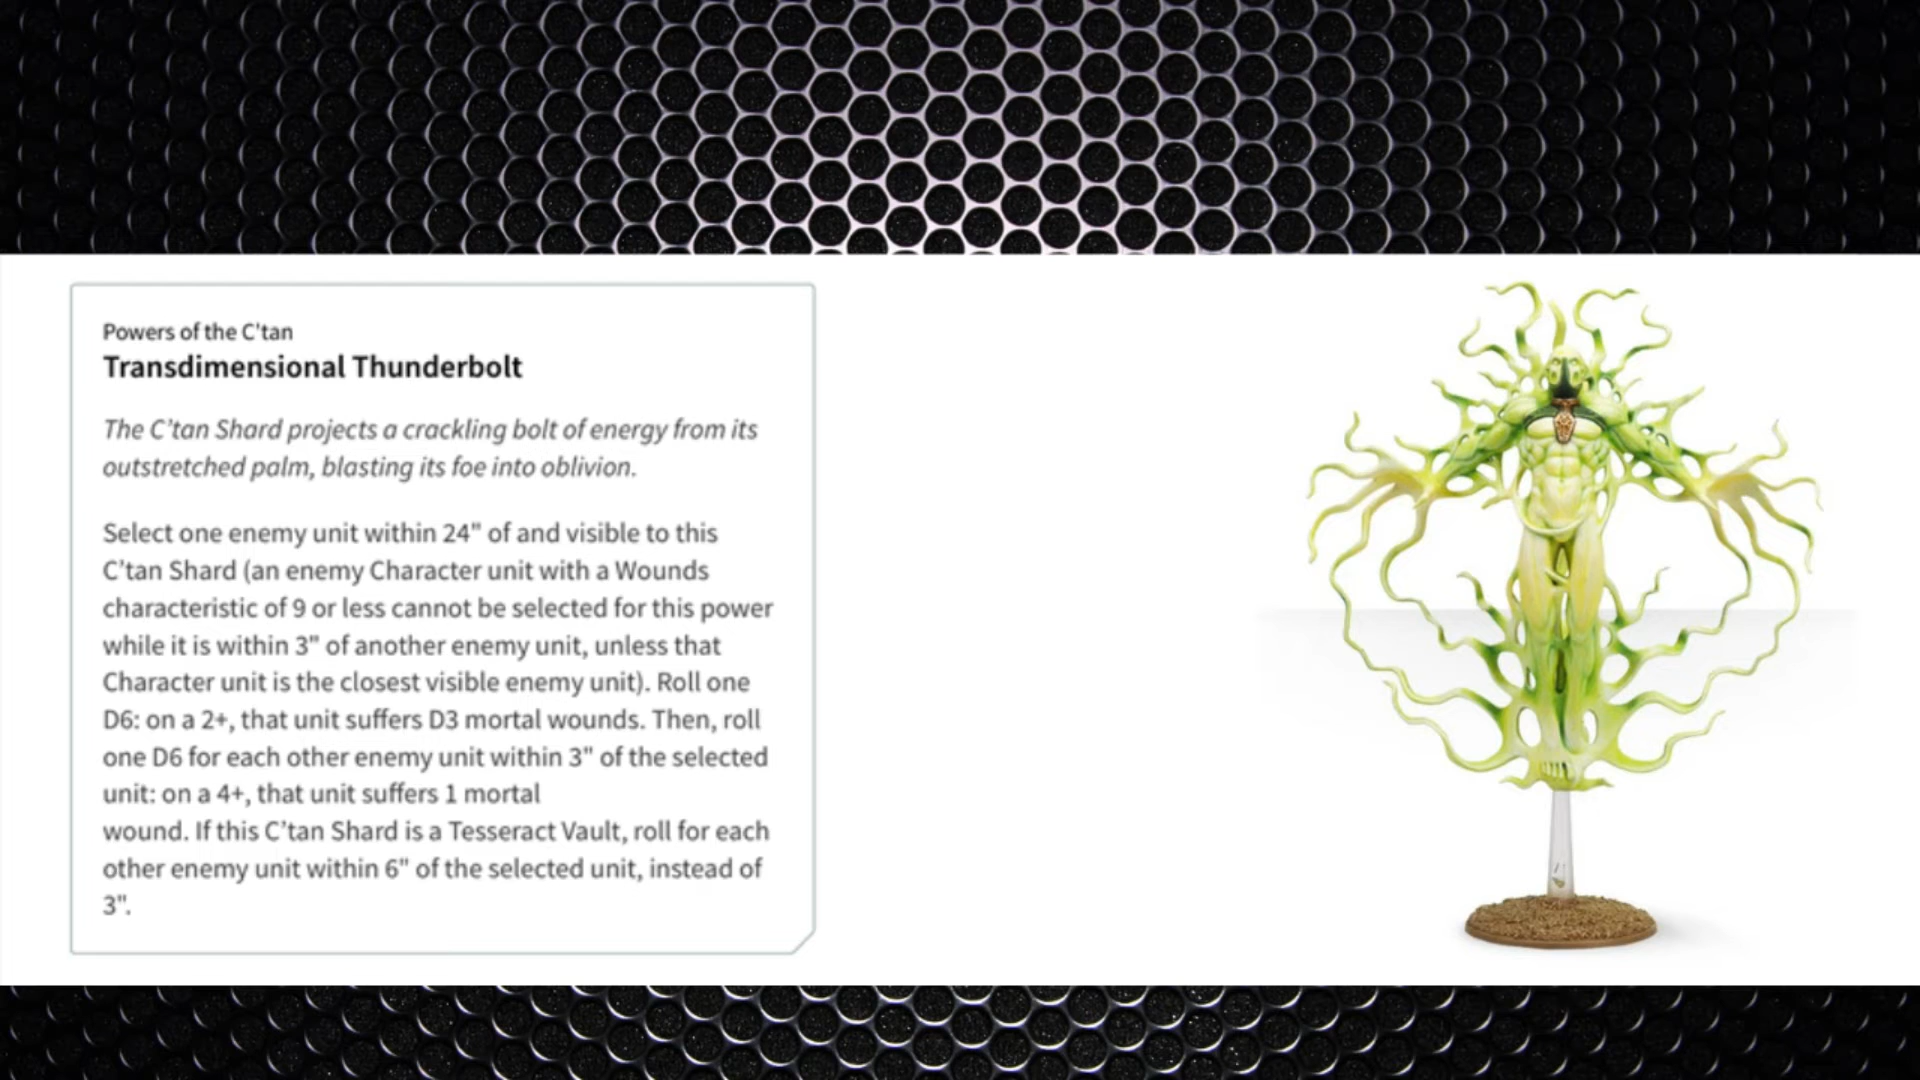 Powers of the C'tan
Transdimensional Thunderbolt
The C'tan Shard projects a crackling bolt of energy from its
outstretched palm, blasting its foe into oblivion.
Select one enemy unit within 24" of and visible to this
C'tan Shard (an enemy Character unit with a Wounds
characteristic of 9 or less cannot be selected for this power
while it is within 3" of another enemy unit, unless that
Character unit is the closest visible enemy unit). Roll one
D6: on a 2+, that unit suffers D3 mortal wounds. Then, roll
one D6 for each other enemy unit within 3" of the selected
unit: on a 4+, that unit suffers 1 mortal
wound. If this C'tan Shard is a Tesseract Vault, roll for each
other enemy unit within 6" of the selected unit, instead of
3".